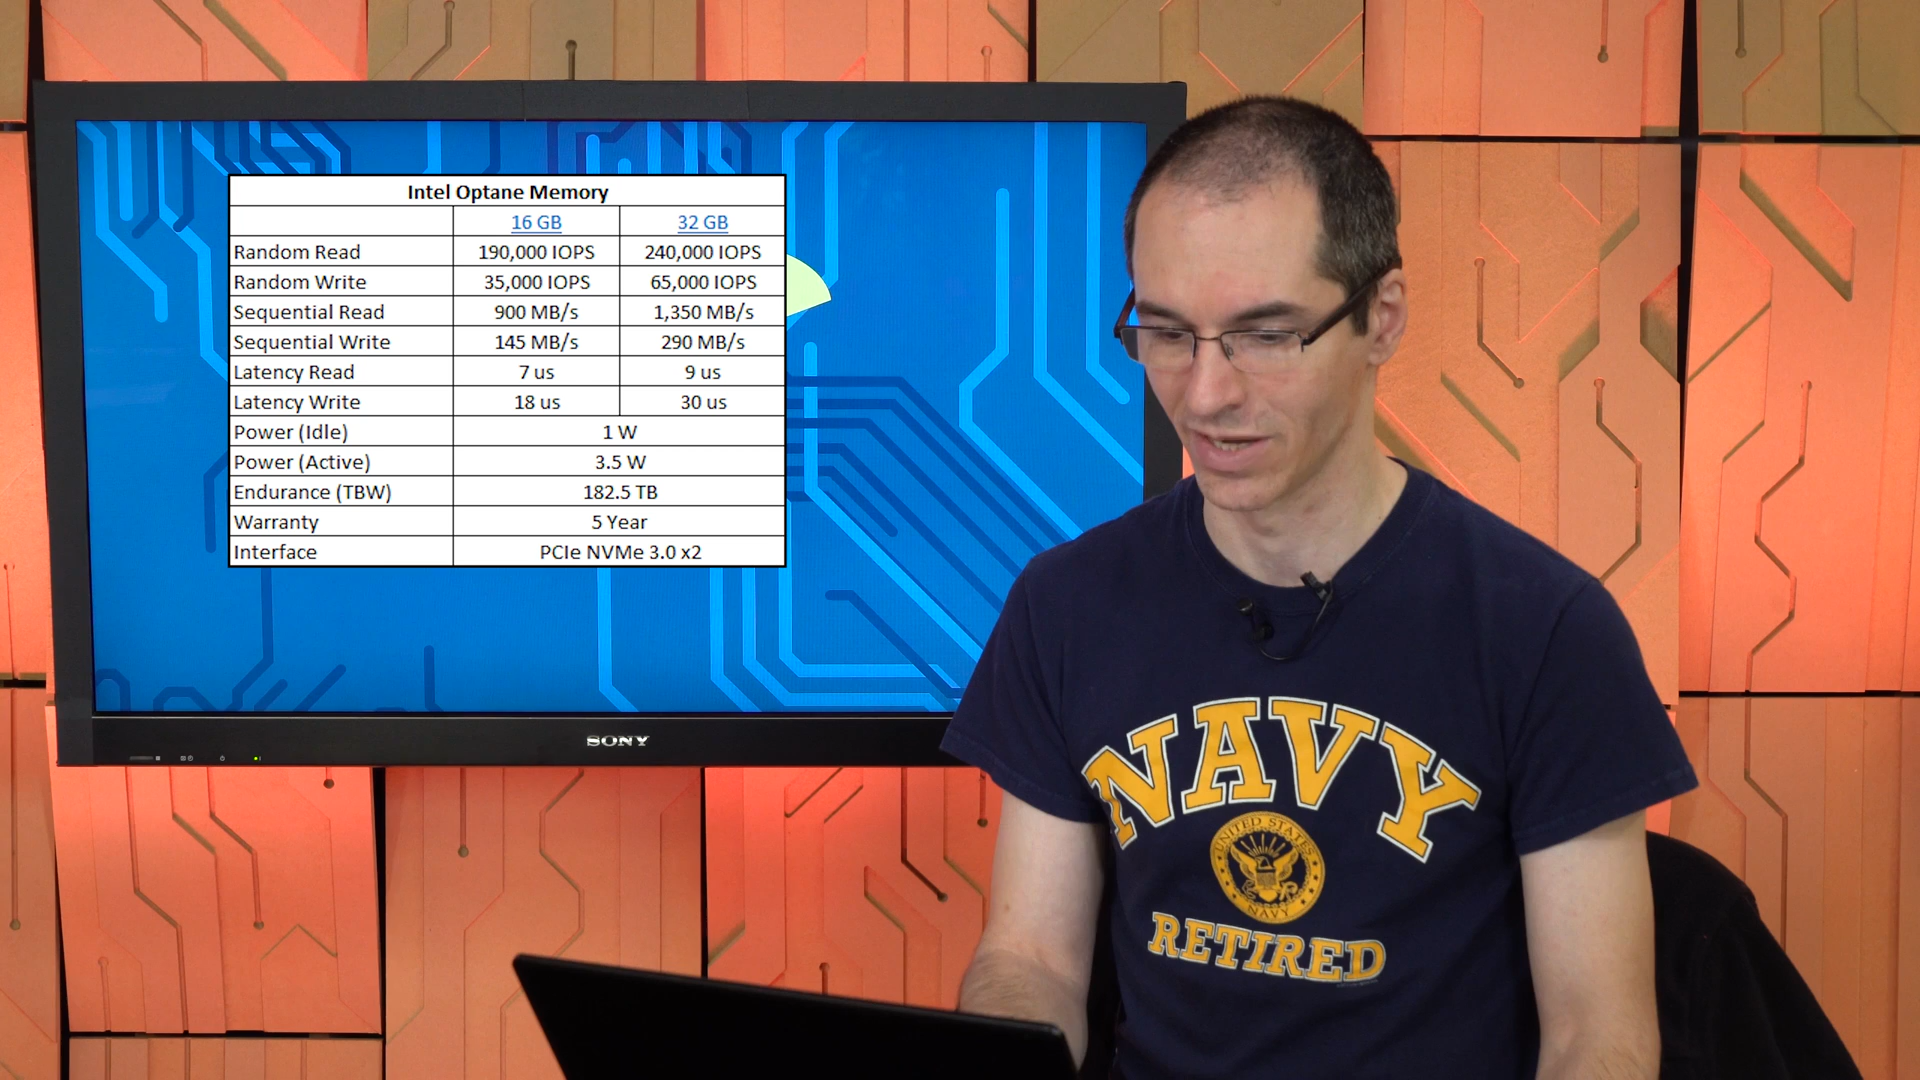 Intel Optane Memory
16 GB 32 GB
Random Read 190,000 IOPS 240,000 IOPS
Random Write 35,000 IOPS 65,000 IOPS
Sequential Read 900 MB/s 1,350 MB/s
Sequential Write 145 MB/s 290 MB/s
Latency Read 7 us 9 us
Latency Write 18 us 30 us
Power (Idle) 1 W
Power (Active) 3.5 W
Endurance (TBW) 182.5 TB
Warranty 5 Year
Interface PCIe NVMe 3.0 x2
SONY
NAVY
UNITED STATES
NAVY
RETIRED